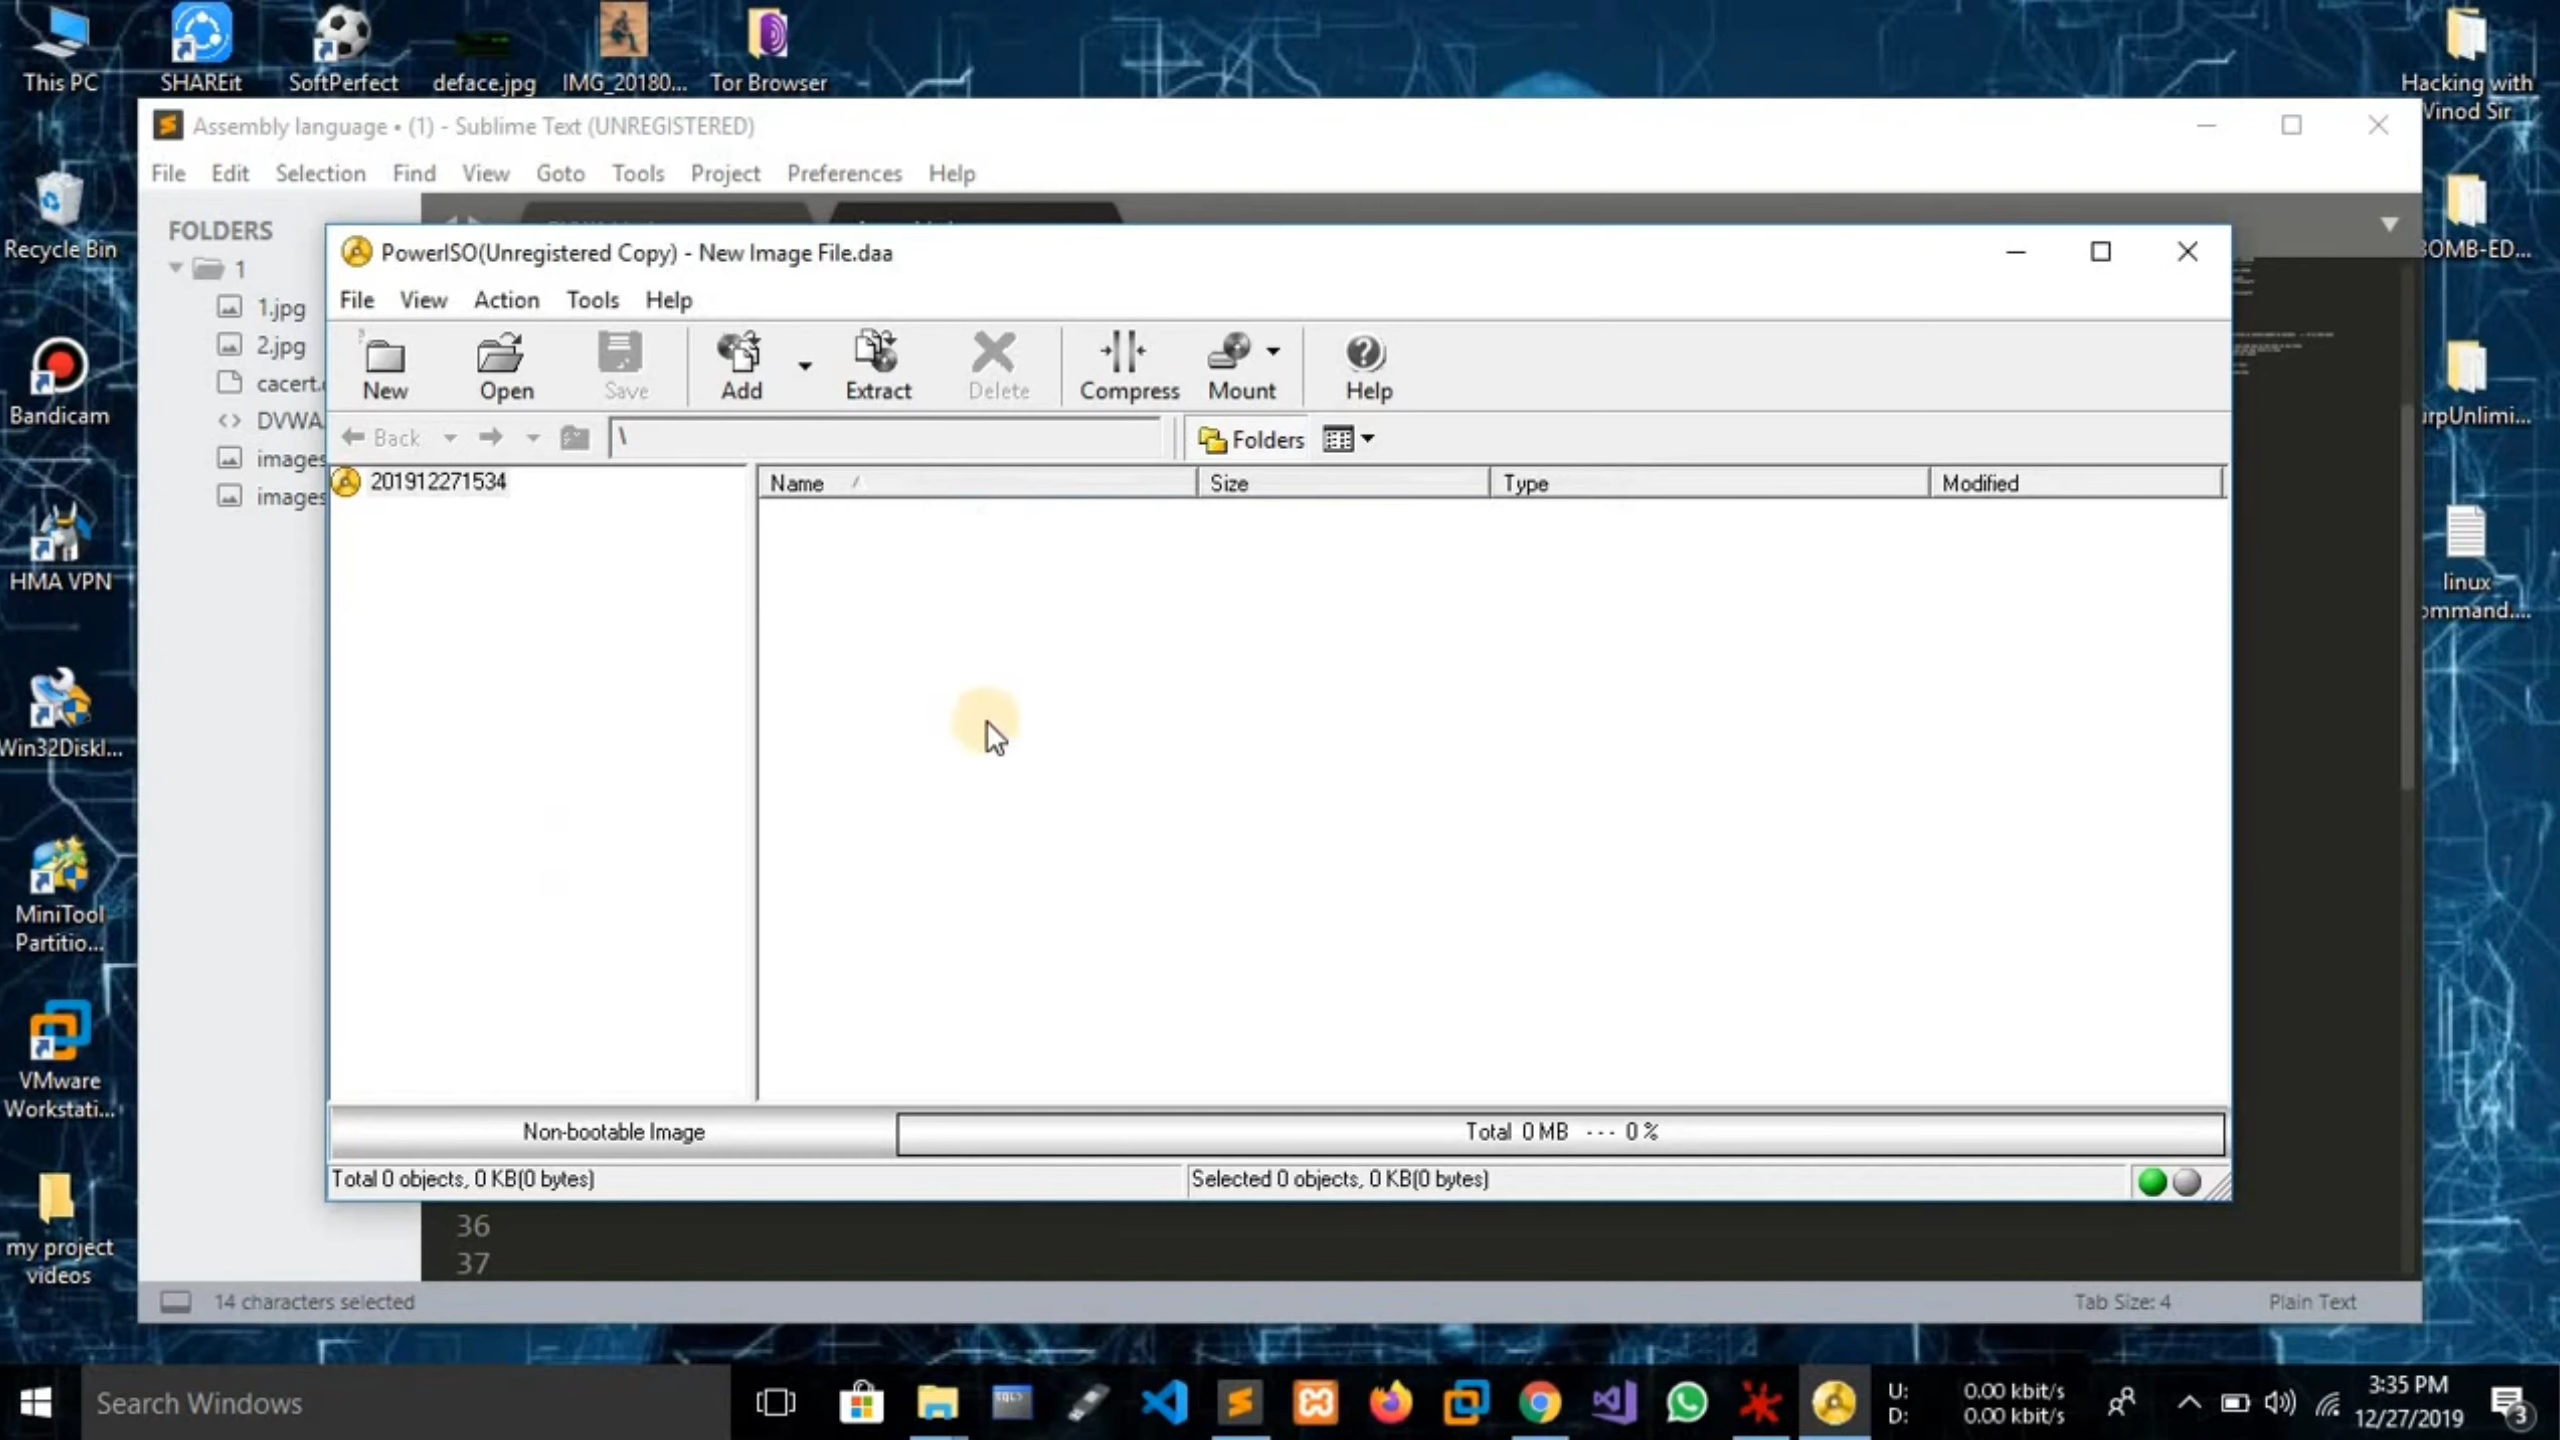 This PC
SHAREit
SoftPerfect
deface.jpg
IMG_20180...
Tor Browser
Hacking with
Vinod Sir
Assembly language • (1) - Sublime Text (UNREGISTERED)
File Edit Selection Find View Goto Tools Project Preferences Help
FOLDERS
1
1.jpg
2.jpg
cacert.
DVWA.
images
images
PowerISO(Unregistered Copy) - New Image File.daa
File View Action Tools Help
New Open Save Add Extract Delete Compress Mount Help
Back \ Folders
201912271534
Name Size Type Modified
Non-bootable Image
Total 0 MB --- 0 %
Total 0 objects, 0 KB(0 bytes)
Selected 0 objects, 0 KB(0 bytes)
36
37
14 characters selected
Tab Size: 4
Plain Text
Recycle Bin
Bandicam
HMA VPN
Win32DiskI...
MiniTool
Partitio...
VMware
Workstati...
my project
videos
OMB-ED...
urpUnlimi...
linux
ommand....
Search Windows
U: 0.00 kbit/s
D: 0.00 kbit/s
3:35 PM
12/27/2019
3